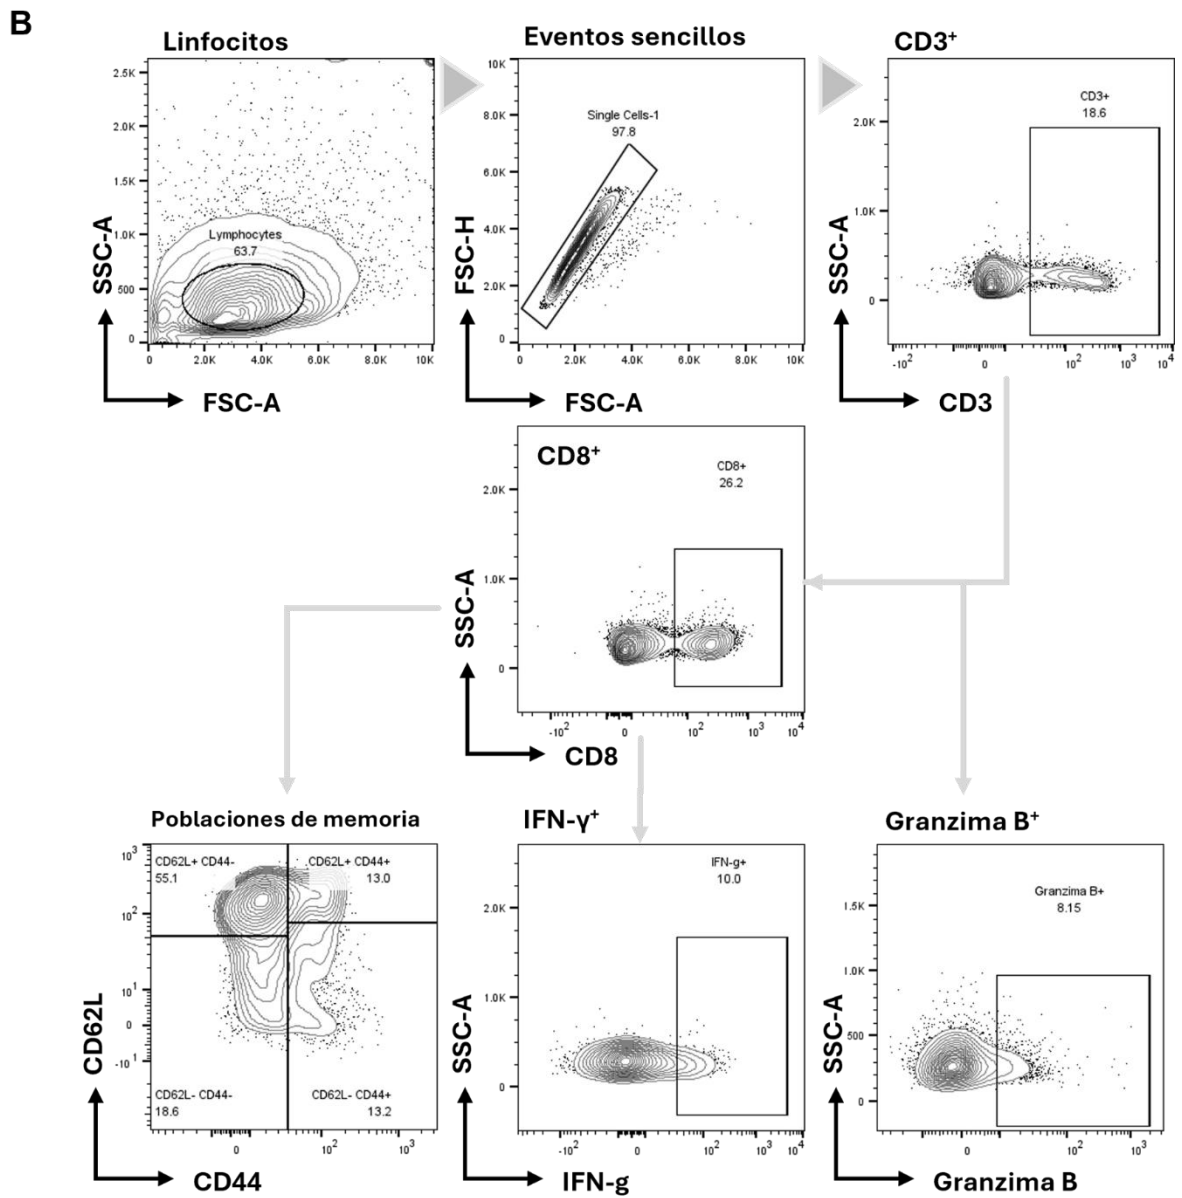 B
Linfocitos
Eventos sencillos
CD3⁺
2.5K
2.0K
1.5K
1.0K
500
0
Lymphocytes
63.7
0
2.0K
4.0K
6.0K
8.0K
10K
SSC-A
FSC-A
10K
8.0K
6.0K
4.0K
2.0K
0
Single Cells-1
97.8
0
2.0K
4.0K
6.0K
8.0K
10K
FSC-H
FSC-A
2.0K
1.0K
0
CD3+
18.6
-10²
0
10²
10³
10⁴
SSC-A
CD3
CD8⁺
CD8+
26.2
2.0K
1.0K
0
-10²
0
10²
10³
10⁴
SSC-A
CD8
Poblaciones de memoria
IFN-γ⁺
Granzima B⁺
10³
10²
10¹
0
-10¹
CD62L+ CD44-
55.1
CD62L+ CD44+
13.0
CD62L- CD44-
18.6
CD62L- CD44+
13.2
0
10²
10³
CD62L
CD44
IFN-g+
10.0
2.0K
1.0K
0
-10²
0
10²
10³
10⁴
SSC-A
IFN-g
Granzima B+
8.15
1.5K
1.0K
500
0
0
10²
10³
SSC-A
Granzima B